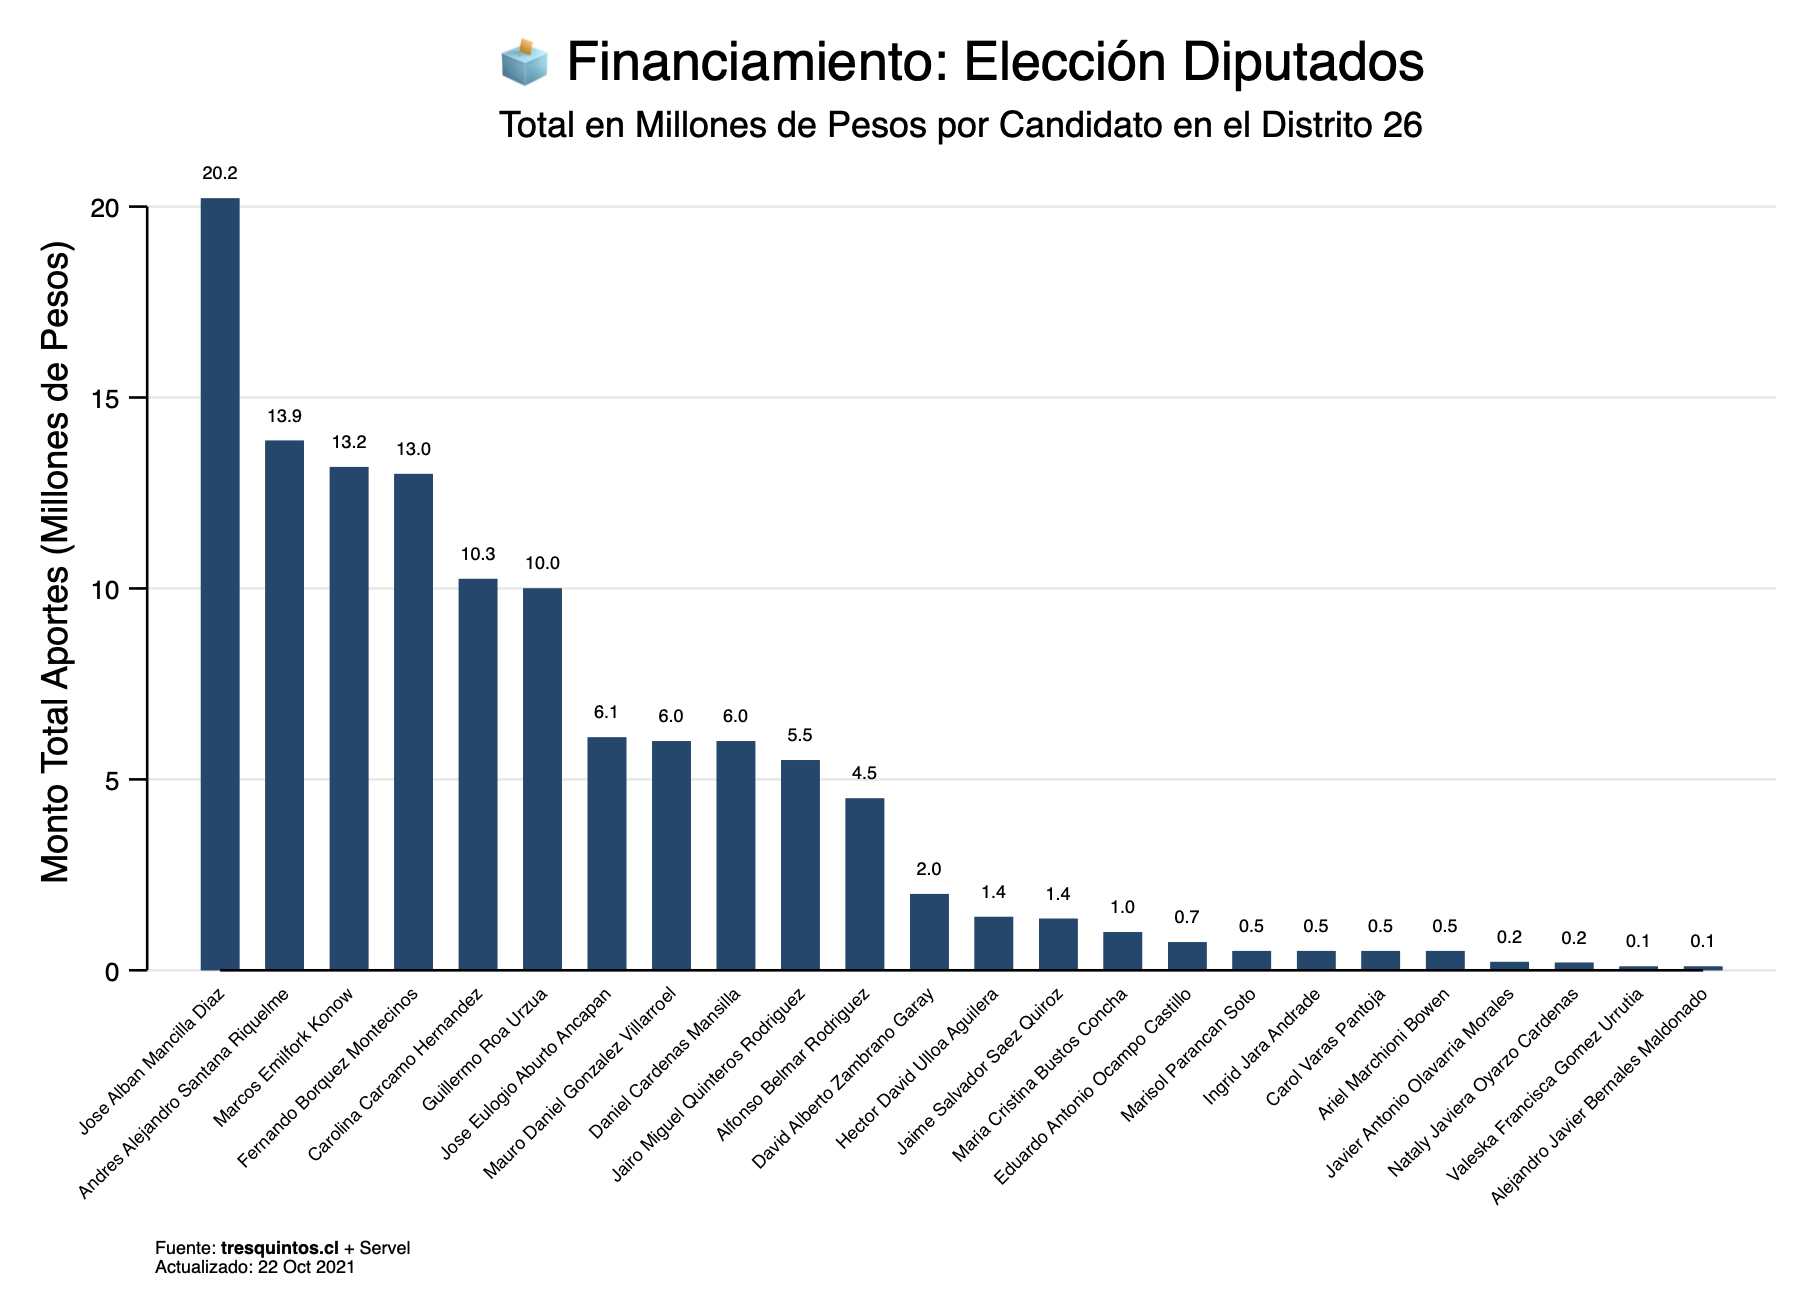 Financiamiento: Elección Diputados
Total en Millones de Pesos por Candidato en el Distrito 26
Monto Total Aportes (Millones de Pesos)
20
15
10
5
0
20.2
13.9
13.2
13.0
10.3
10.0
6.1
6.0
6.0
5.5
4.5
2.0
1.4
1.4
1.0
0.7
0.5
0.5
0.5
0.5
0.2
0.2
0.1
0.1
Jose Alban Mancilla Diaz
Andres Alejandro Santana Riquelme
Marcos Emilfork Konow
Fernando Borquez Montecinos
Carolina Carcamo Hernandez
Guillermo Roa Urzua
Jose Eulogio Aburto Ancapan
Mauro Daniel Gonzalez Villarroel
Daniel Cardenas Mansilla
Jairo Miguel Quinteros Rodriguez
Alfonso Belmar Rodriguez
David Alberto Zambrano Garay
Hector David Ulloa Aguilera
Jaime Salvador Saez Quiroz
Maria Cristina Bustos Concha
Eduardo Antonio Ocampo Castillo
Marisol Parancan Soto
Ingrid Jara Andrade
Carol Varas Pantoja
Ariel Marchioni Bowen
Javier Antonio Olavarria Morales
Nataly Javiera Oyarzo Cardenas
Valeska Francisca Gomez Urrutia
Alejandro Javier Bernales Maldonado
Fuente: tresquintos.cl + Servel
Actualizado: 22 Oct 2021